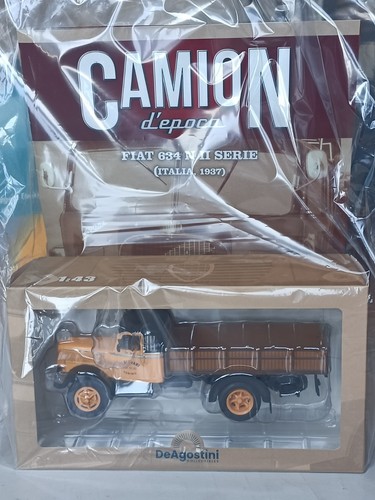 CAMION
d'epoca
FIAT 634 N II SERIE
(ITALIA, 1937)
1:43
DeAgostini